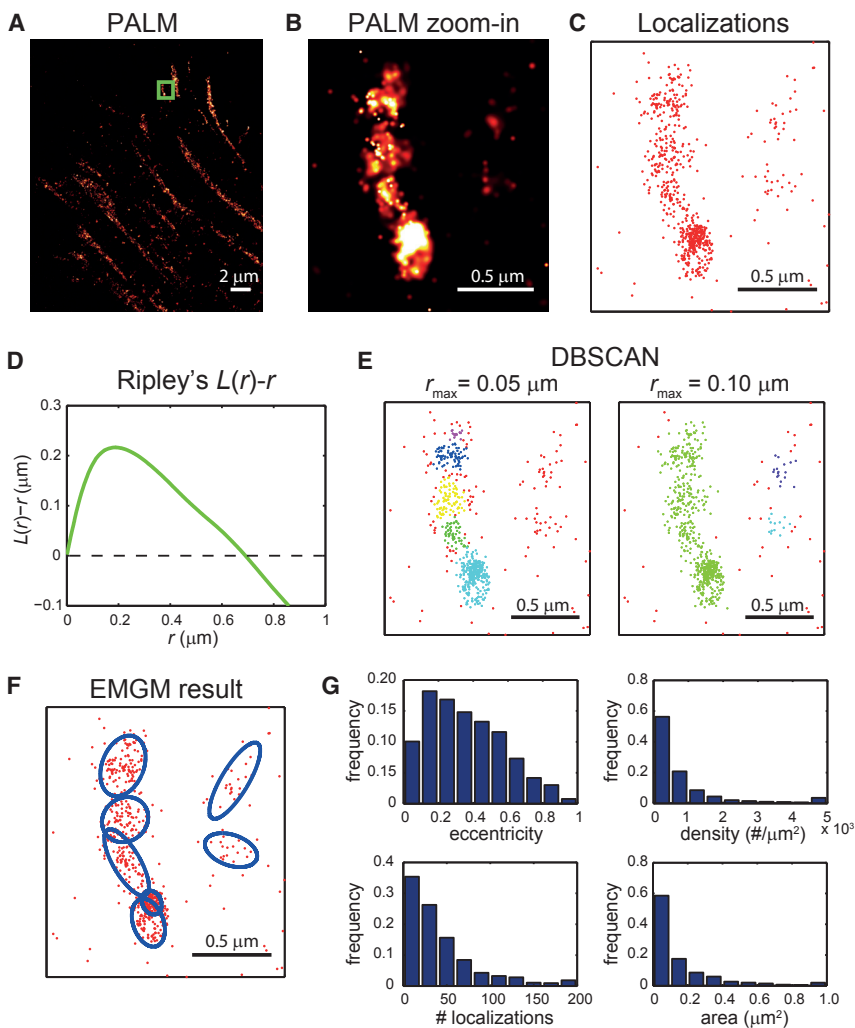 A PALM
2 μm
B PALM zoom-in
0.5 μm
C Localizations
0.5 μm
D Ripley's L(r)-r
L(r)−r (μm)
0.3
0.2
0.1
0
−0.1
0 0.2 0.4 0.6 0.8 1
r (μm)
E DBSCAN
rmax = 0.05 μm
0.5 μm
rmax = 0.10 μm
0.5 μm
F EMGM result
0.5 μm
G
frequency
0.20
0.15
0.10
0.15
0
0 0.2 0.4 0.6 0.8 1
eccentricity
frequency
0.8
0.6
0.4
0.2
0
0 1 2 3 4 5
x 10³
density (#/μm²)
frequency
0.4
0.3
0.2
0.1
0
0 50 100 150 200
# localizations
frequency
0.8
0.6
0.4
0.2
0
0 0.2 0.4 0.6 0.8 1.0
area (μm²)